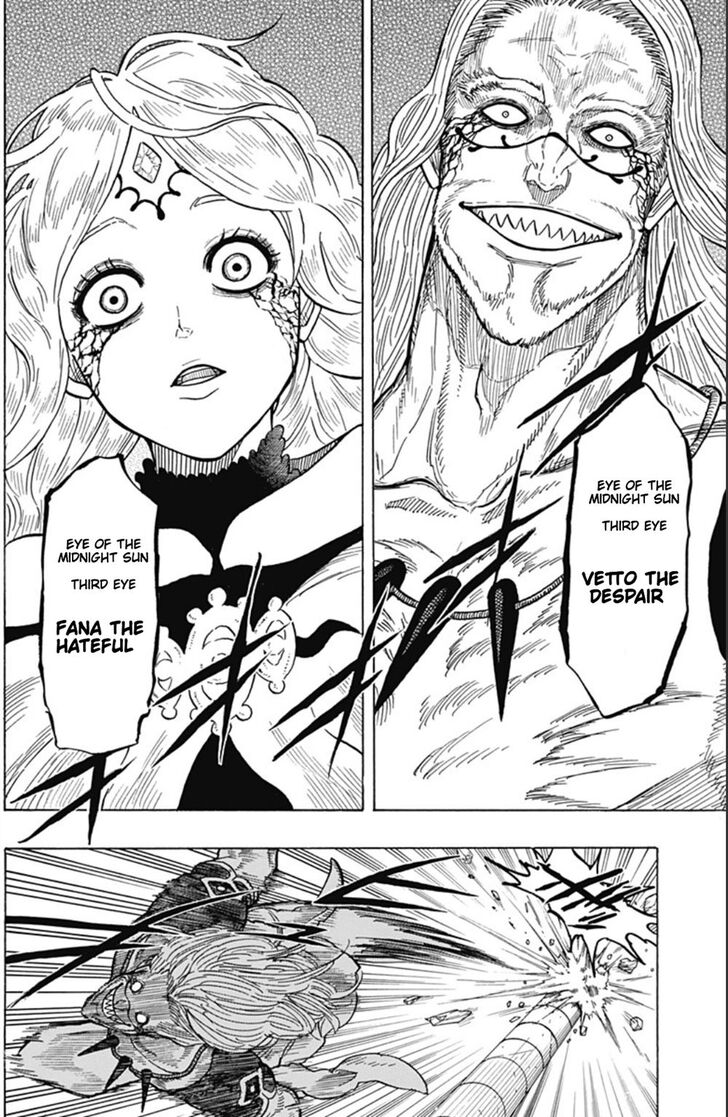 EYE OF THE
MIDNIGHT SUN
THIRD EYE
VETTO THE
DESPAIR
EYE OF THE
MIDNIGHT SUN
THIRD EYE
FANA THE
HATEFUL